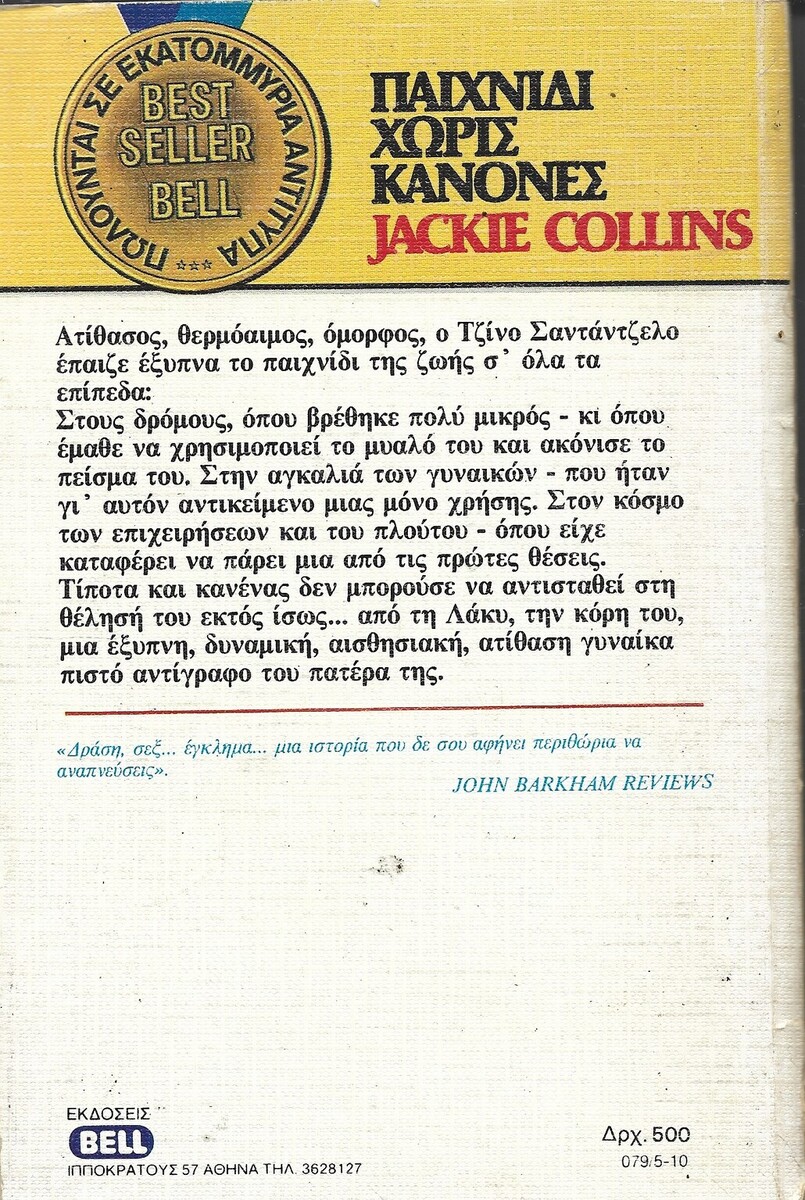 ΠΩΛΟΥΝΤΑΙ ΣΕ ΕΚΑΤΟΜΜΥΡΙΑ ΑΝΤΙΤΥΠΑ
BEST
SELLER
BELL
ΠΑΙΧΝΙΔΙ
ΧΩΡΙΣ
ΚΑΝΟΝΕΣ
JACKIE COLLINS
Ατίθασος, θερμόαιμος, όμορφος, ο Τζίνο Σαντάντζελο
έπαιζε έξυπνα το παιχνίδι της ζωής σ' όλα τα
επίπεδα:
Στους δρόμους, όπου βρέθηκε πολύ μικρός - κι όπου
έμαθε να χρησιμοποιεί το μυαλό του και ακόνισε το
πείσμα του. Στην αγκαλιά των γυναικών - που ήταν
γι' αυτόν αντικείμενο μιας μόνο χρήσης. Στον κόσμο
των επιχειρήσεων και του πλούτου - όπου είχε
καταφέρει να πάρει μια από τις πρώτες θέσεις.
Τίποτα και κανένας δεν μπορούσε να αντισταθεί στη
θέλησή του εκτός ίσως... από τη Λάκυ, την κόρη του,
μια έξυπνη, δυναμική, αισθησιακή, ατίθαση γυναίκα
πιστό αντίγραφο του πατέρα της.
«Δράση, σεξ... έγκλημα... μια ιστορία που δε σου αφήνει περιθώρια να
αναπνεύσεις».
JOHN BARKHAM REVIEWS
ΕΚΔΟΣΕΙΣ
BELL
ΙΠΠΟΚΡΑΤΟΥΣ 57 ΑΘΗΝΑ ΤΗΛ. 3628127
Δρχ. 500
079/5-10